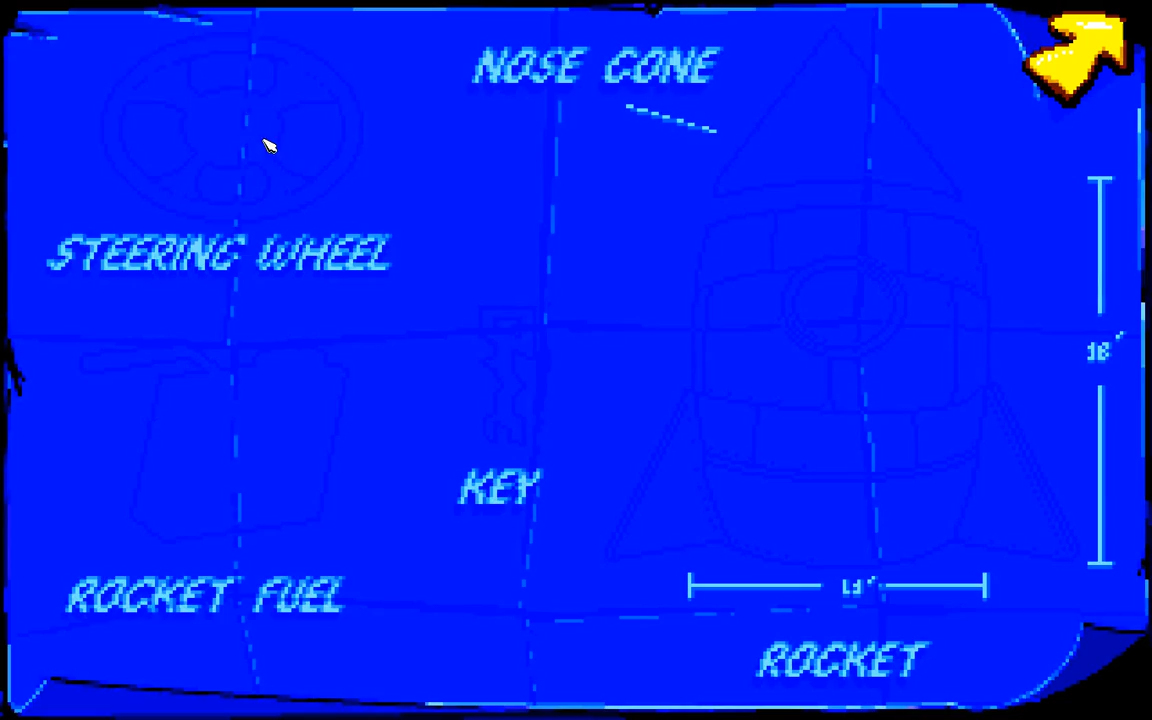 NOSE CONE
STEERING WHEEL
KEY
ROCKET FUEL
ROCKET